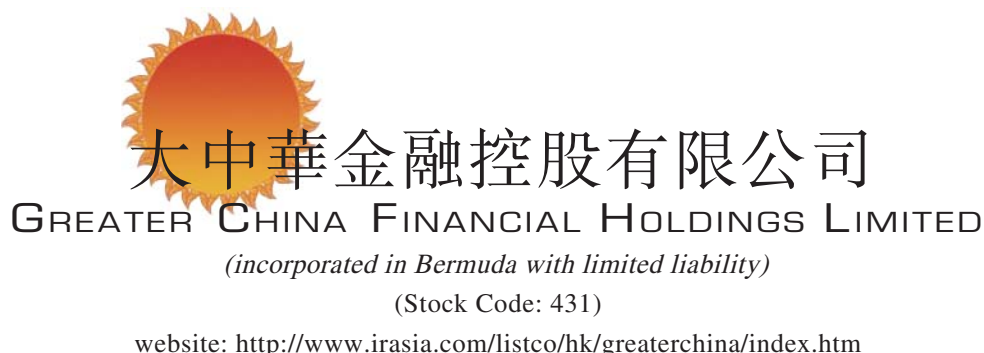 大中華金融控股有限公司
GREATER CHINA FINANCIAL HOLDINGS LIMITED
(incorporated in Bermuda with limited liability)
(Stock Code: 431)
website: http://www.irasia.com/listco/hk/greaterchina/index.htm